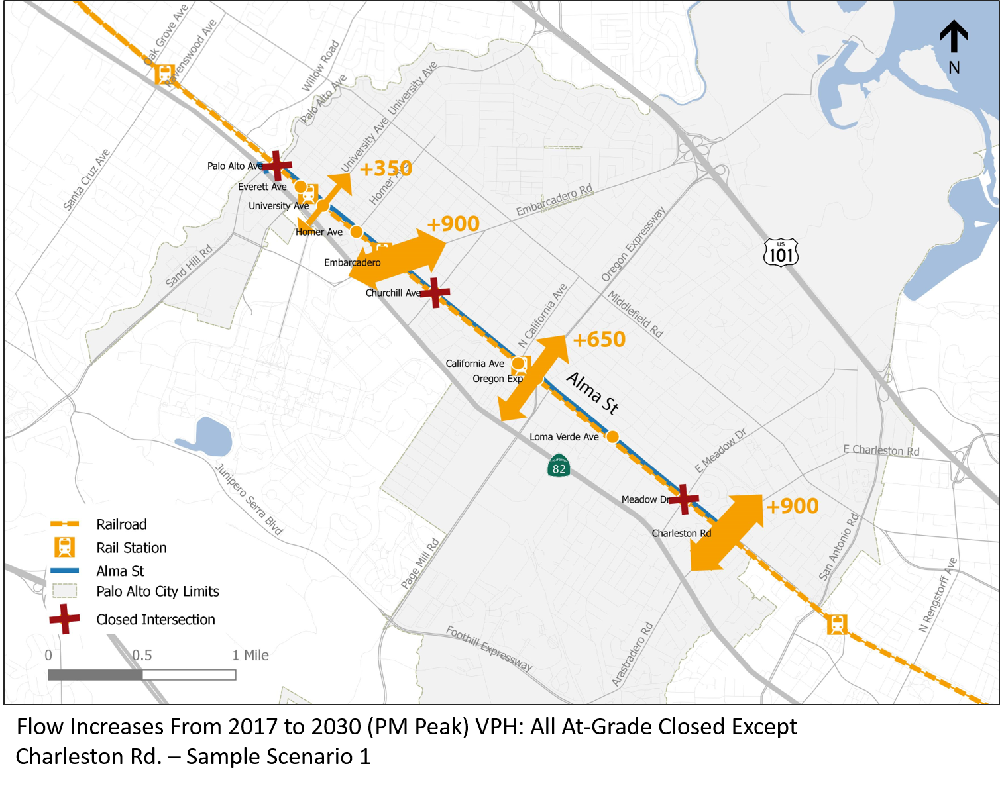 Oak Grove Ave
Ravenswood Ave
Willow Road
Palo Alto Ave
University Ave
University Ave
N
Santa Cruz Ave
Palo Alto Ave
Everett Ave
University Ave
+350
Homer Ave
Homer Ave
Embarcadero Rd
+900
Embarcadero
Churchill Ave
Sand Hill Rd
US
101
Oregon Expressway
Middlefield Rd
N California Ave
+650
California Ave
Oregon Exp
Alma St
Loma Verde Ave
CALIFORNIA
82
E Meadow Dr
E Charleston Rd
Meadow Dr
+900
Charleston Rd
San Antonio Rd
N Rengstorff Ave
Junipero Serra Blvd
Page Mill Rd
Foothill Expressway
Arastradero Rd
Railroad
Rail Station
Alma St
Palo Alto City Limits
Closed Intersection
0 0.5 1 Mile
Flow Increases From 2017 to 2030 (PM Peak) VPH: All At-Grade Closed Except
Charleston Rd. – Sample Scenario 1